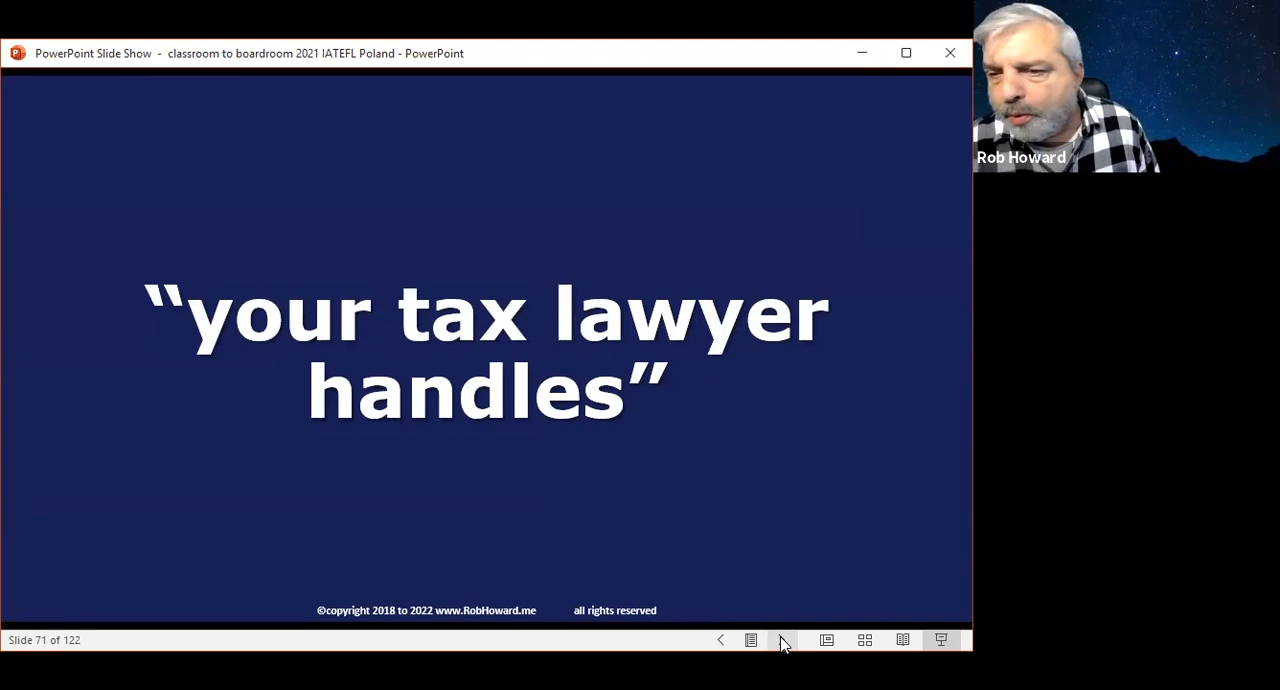 PowerPoint Slide Show - classroom to boardroom 2021 IATEFL Poland - PowerPoint
Rob Howard
“your tax lawyer
handles”
©copyright 2018 to 2022 www.RobHoward.me all rights reserved
Slide 71 of 122